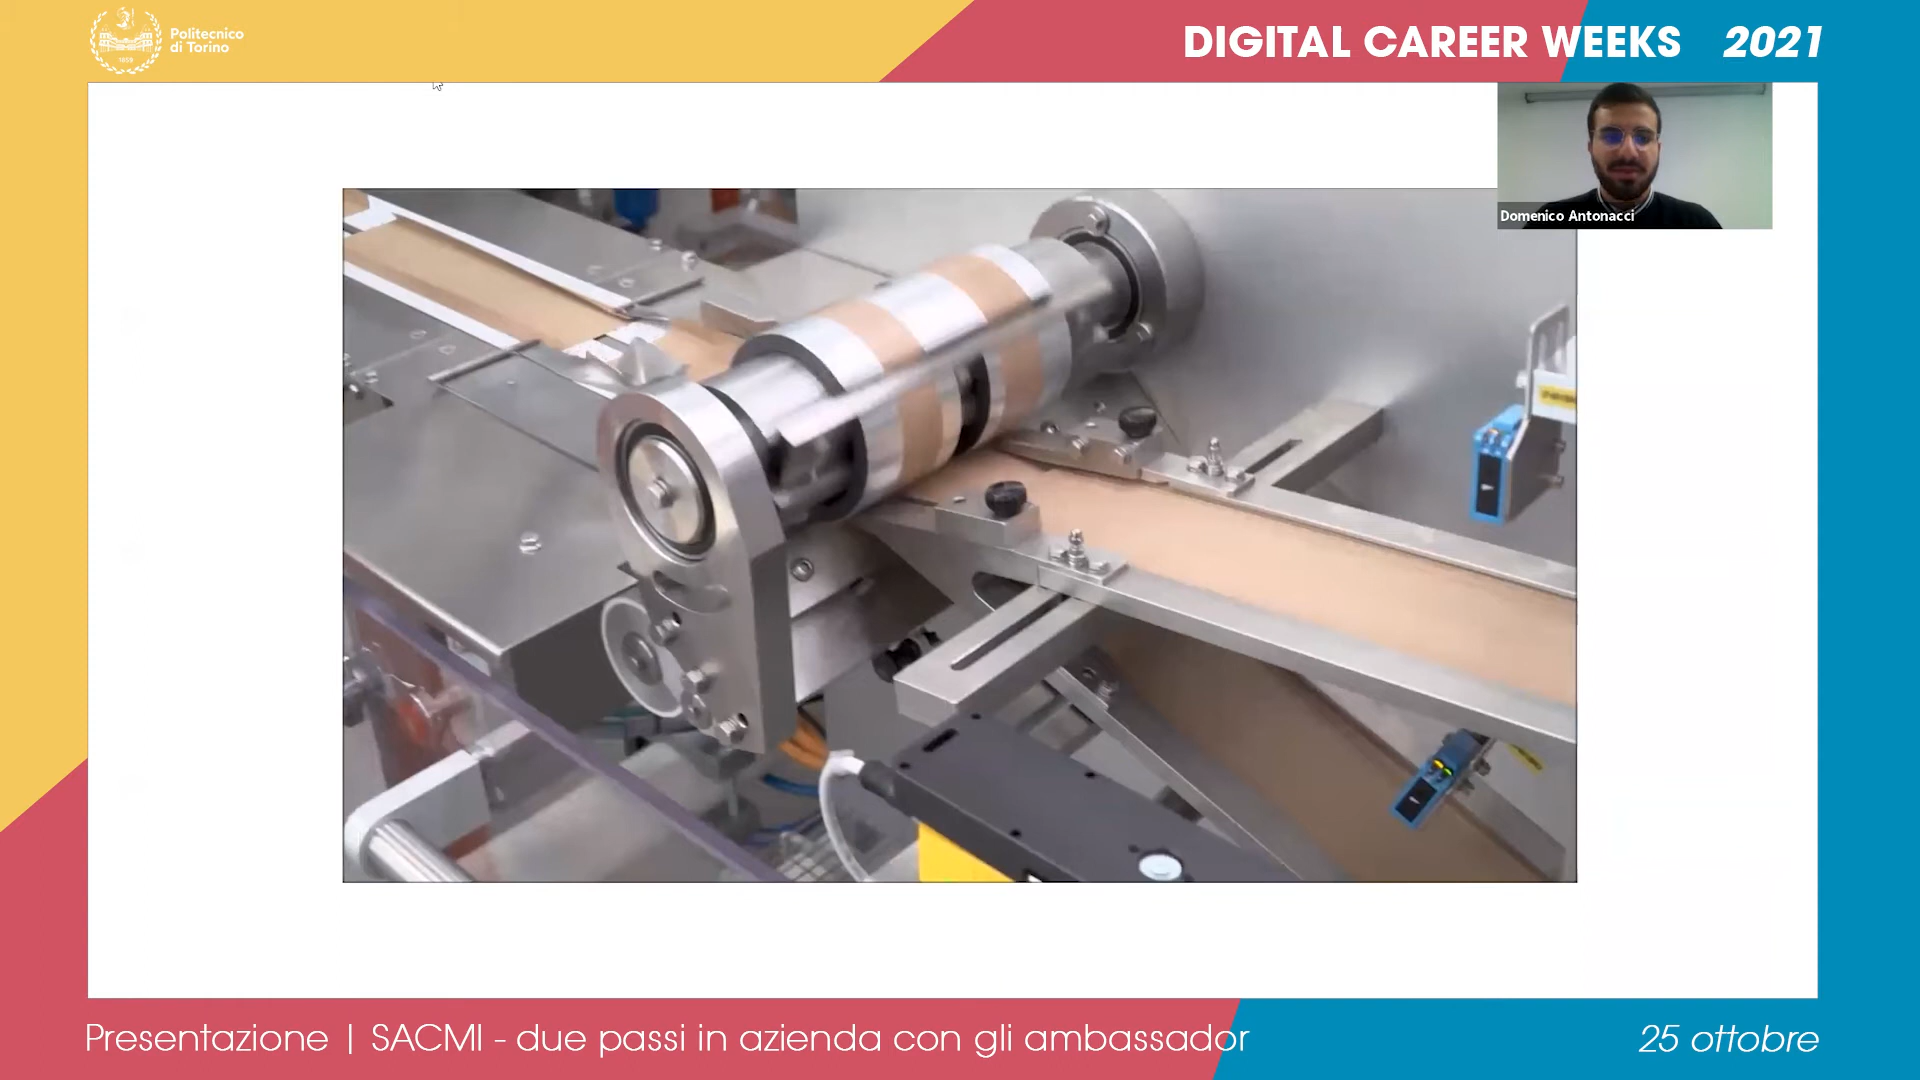 Politecnico
di Torino
1859
DIGITAL CAREER WEEKS 2021
Domenico Antonacci
Presentazione | SACMI - due passi in azienda con gli ambassador
25 ottobre